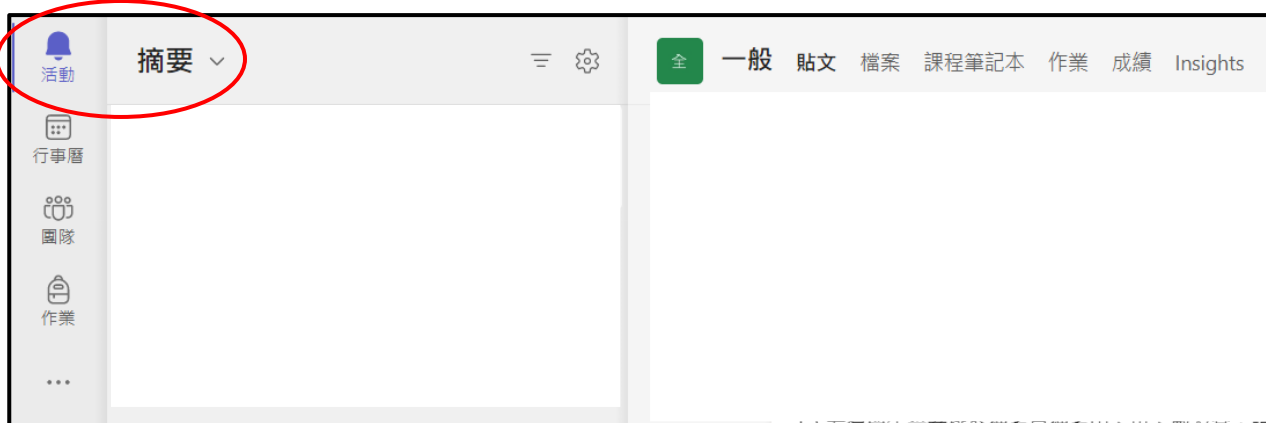 活動
行事曆
團隊
作業
摘要
全 一般 貼文 檔案 課程筆記本 作業 成績 Insights